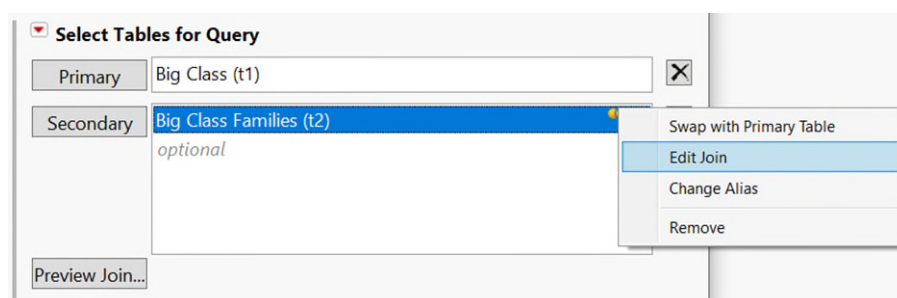 Select Tables for Query
Primary Big Class (t1)
Secondary Big Class Families (t2)
optional
Swap with Primary Table
Edit Join
Change Alias
Remove
Preview Join...